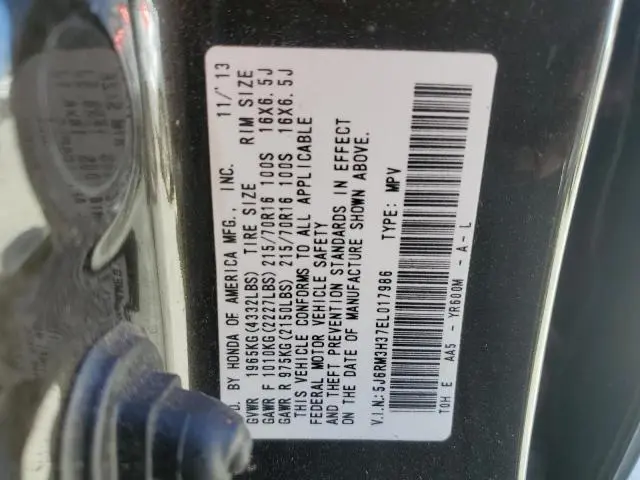 D. BY HONDA OF AMERICA MFG., INC. 11/'13
GVWR 1965KG(4332LBS) TIRE SIZE RIM SIZE
GAWR F 1010KG(2227LBS) 215/70R16 100S 16X6.5J
GAWR R 975KG(2150LBS) 215/70R16 100S 16X6.5J
THIS VEHICLE CONFORMS TO ALL APPLICABLE
FEDERAL MOTOR VEHICLE SAFETY
AND THEFT PREVENTION STANDARDS IN EFFECT
ON THE DATE OF MANUFACTURE SHOWN ABOVE.
V.I.N:5J6RM3H37EL017986 TYPE: MPV
TOH E AA5 - YR600M - A - L